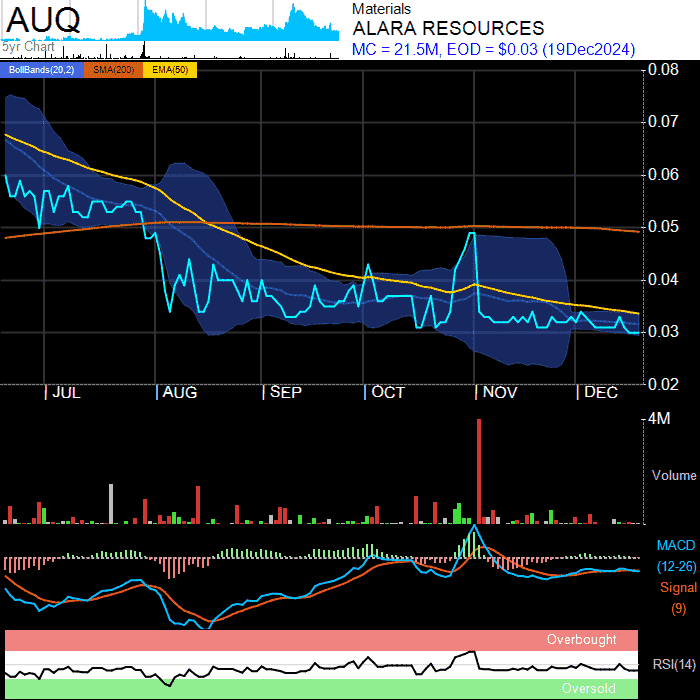 AUQ
5yr Chart
Materials
ALARA RESOURCES
MC = 21.5M, EOD = $0.03 (19Dec2024)
BollBands(20,2) SMA(200) EMA(50)
0.08
0.07
0.06
0.05
0.04
0.03
0.02
JUL AUG SEP OCT NOV DEC
4M
Volume
MACD
(12-26)
Signal
(9)
Overbought
RSI(14)
Oversold